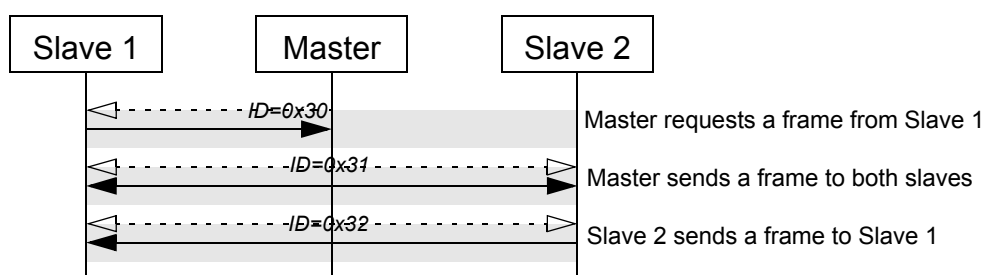 Slave 1
Master
Slave 2
ID=0x30
Master requests a frame from Slave 1
ID=0x31
Master sends a frame to both slaves
ID=0x32
Slave 2 sends a frame to Slave 1